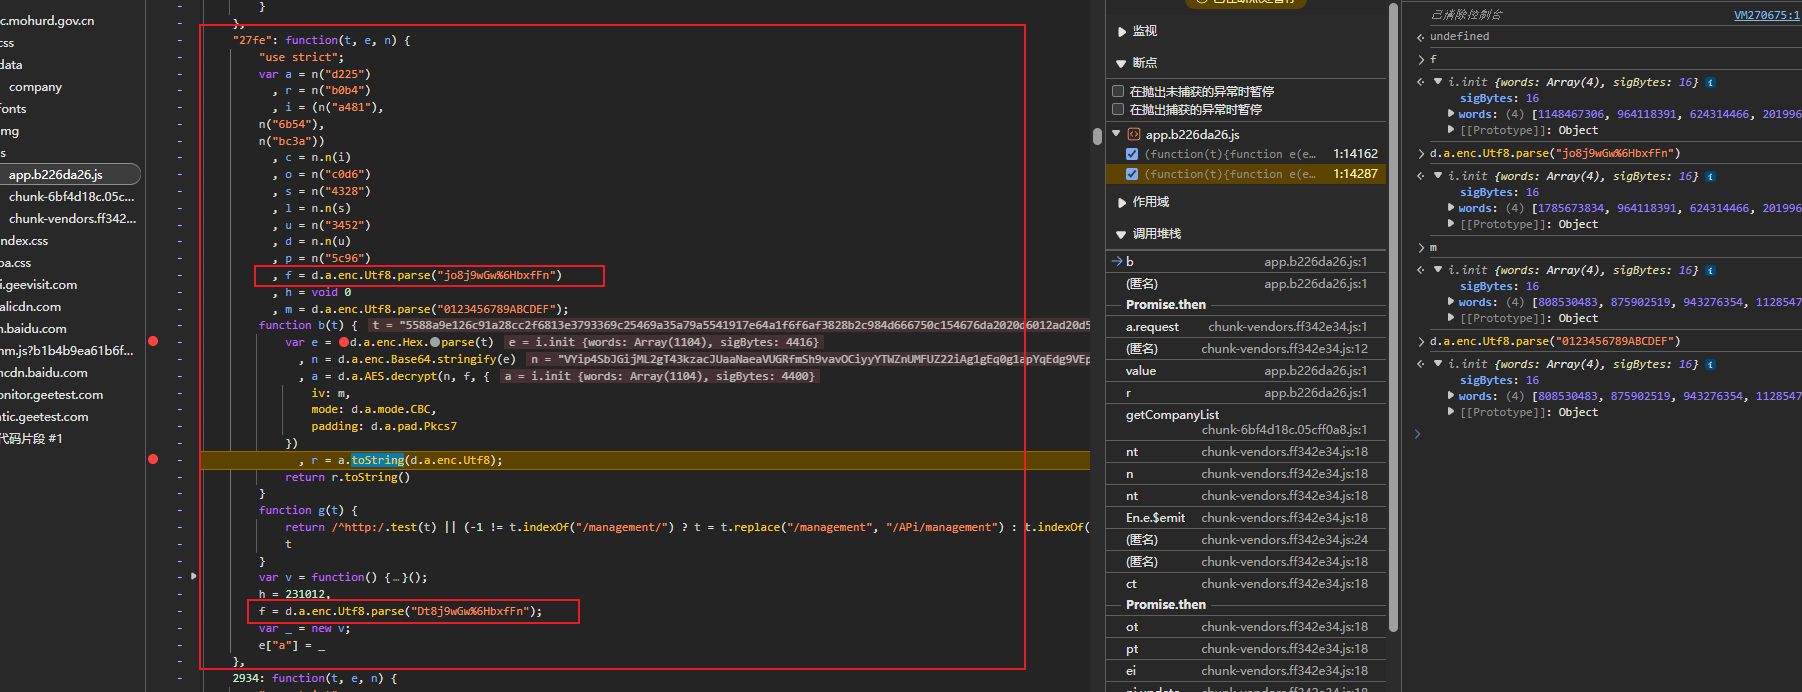 c.mohurd.gov.cn
css
data
company
fonts
mg
s
app.b226da26.js
chunk-6bf4d18c.05c...
chunk-vendors.ff342...
ndex.css
pa.css
i.geevisit.com
alicdn.com
n.baidu.com
nm.js?b1b4b9ea61b6f...
ncdn.baidu.com
onitor.geetest.com
atic.geetest.com
代码片段 #1
}
},
"27fe": function(t, e, n) {
"use strict";
var a = n("d225")
, r = n("b0b4")
, i = (n("a481"),
n("6b54"),
n("bc3a"))
, c = n.n(i)
, o = n("c0d6")
, s = n("4328")
, l = n.n(s)
, u = n("3452")
, d = n.n(u)
, p = n("5c96")
, f = d.a.enc.Utf8.parse("jo8j9wGw%6HbxfFn")
, h = void 0
, m = d.a.enc.Utf8.parse("0123456789ABCDEF");
function b(t) { t = "5588a9e126c91a28cc2f6813e3793369c25469a35a79a5541917e64a1f6f6af3828b2c984d666750c154676da2020d6012ad20d5
var e = d.a.enc.Hex.parse(t) e = i.init {words: Array(1104), sigBytes: 4416}
, n = d.a.enc.Base64.stringify(e) n = "VYip4SbJGijML2gT43kzacJUaaNaeaVUGRfmSh9vavOCiyyYTWZnUMFUZ22iAg1gEq0g1apYqEdg9VEp
, a = d.a.AES.decrypt(n, f, { a = i.init {words: Array(1104), sigBytes: 4400}
iv: m,
mode: d.a.mode.CBC,
padding: d.a.pad.Pkcs7
})
, r = a.toString(d.a.enc.Utf8);
return r.toString()
}
function g(t) {
return /^http:/.test(t) || (-1 != t.indexOf("/management/") ? t = t.replace("/management", "/APi/management") : t.indexOf(
t
}
var v = function() {…}();
h = 231012,
f = d.a.enc.Utf8.parse("Dt8j9wGw%6HbxfFn");
var _ = new v;
e["a"] = _
},
2934: function(t, e, n) {
监视
断点
在抛出未捕获的异常时暂停
在抛出捕获的异常时暂停
app.b226da26.js
(function(t){function e(e… 1:14162
(function(t){function e(e… 1:14287
作用域
调用堆栈
b app.b226da26.js:1
(匿名) app.b226da26.js:1
Promise.then
a.request chunk-vendors.ff342e34.js:1
(匿名) chunk-vendors.ff342e34.js:12
value app.b226da26.js:1
r app.b226da26.js:1
getCompanyList
chunk-6bf4d18c.05cff0a8.js:1
nt chunk-vendors.ff342e34.js:18
n chunk-vendors.ff342e34.js:18
nt chunk-vendors.ff342e34.js:18
En.e.$emit chunk-vendors.ff342e34.js:18
(匿名) chunk-vendors.ff342e34.js:24
(匿名) chunk-vendors.ff342e34.js:18
ct chunk-vendors.ff342e34.js:18
Promise.then
ot chunk-vendors.ff342e34.js:18
pt chunk-vendors.ff342e34.js:18
ei chunk-vendors.ff342e34.js:18
已清除控制台 VM270675:1
undefined
f
i.init {words: Array(4), sigBytes: 16}
sigBytes: 16
words: (4) [1148467306, 964118391, 624314466, 201996
[[Prototype]]: Object
d.a.enc.Utf8.parse("jo8j9wGw%6HbxfFn")
i.init {words: Array(4), sigBytes: 16}
sigBytes: 16
words: (4) [1785673834, 964118391, 624314466, 201996
[[Prototype]]: Object
m
i.init {words: Array(4), sigBytes: 16}
sigBytes: 16
words: (4) [808530483, 875902519, 943276354, 1128547
[[Prototype]]: Object
d.a.enc.Utf8.parse("0123456789ABCDEF")
i.init {words: Array(4), sigBytes: 16}
sigBytes: 16
words: (4) [808530483, 875902519, 943276354, 1128547
[[Prototype]]: Object